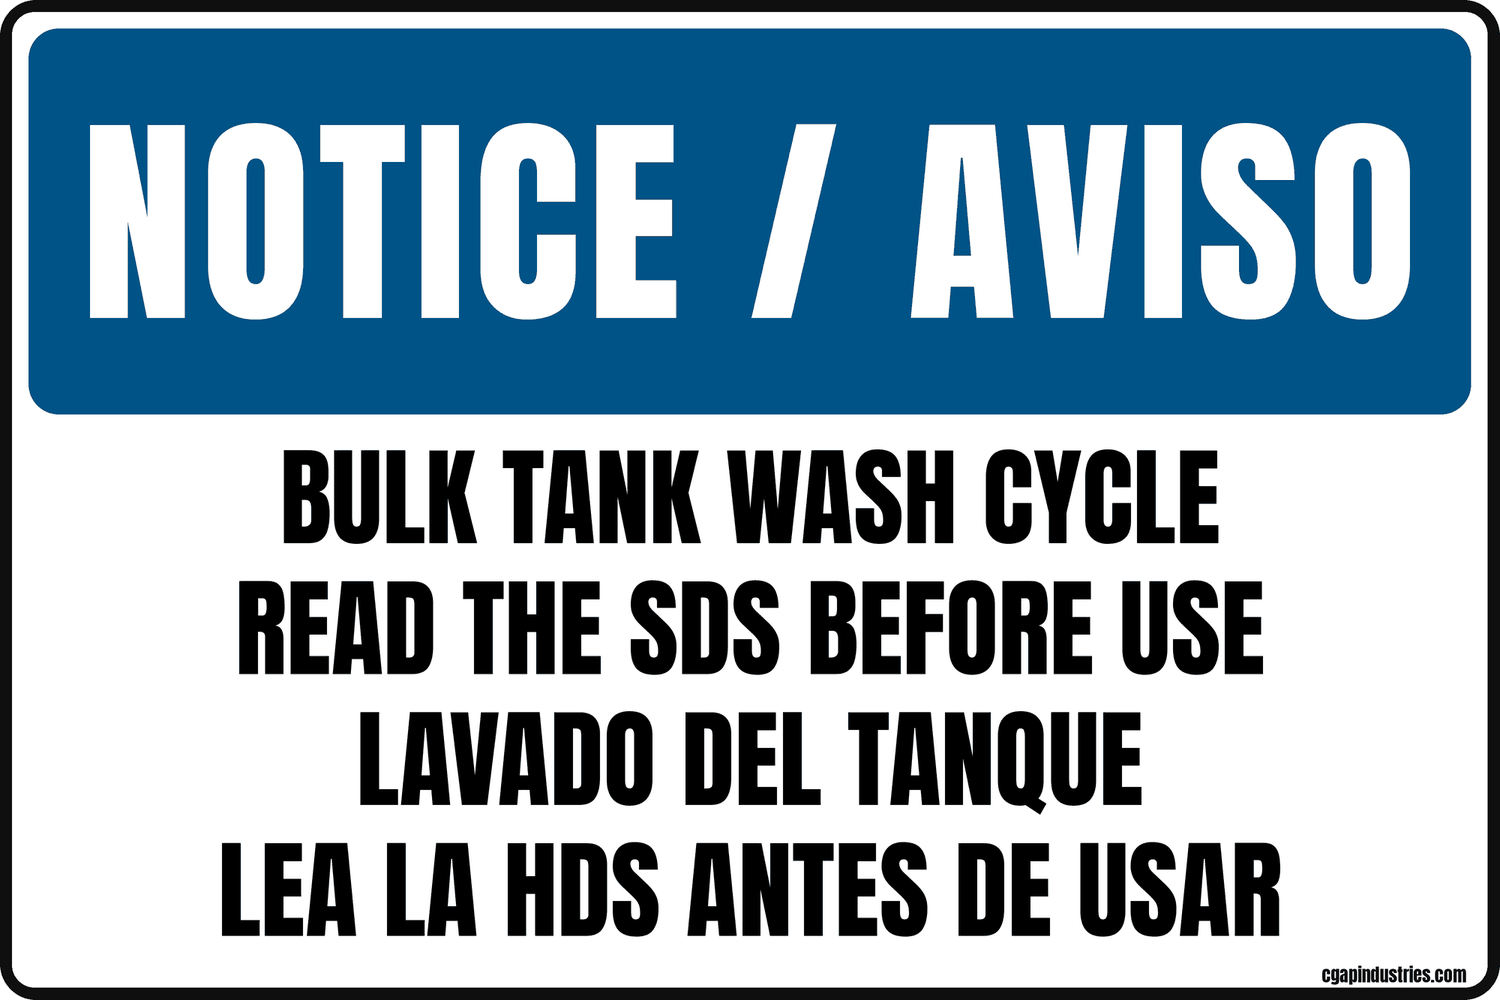 NOTICE / AVISO
BULK TANK WASH CYCLE
READ THE SDS BEFORE USE
LAVADO DEL TANQUE
LEA LA HDS ANTES DE USAR
cgapindustries.com